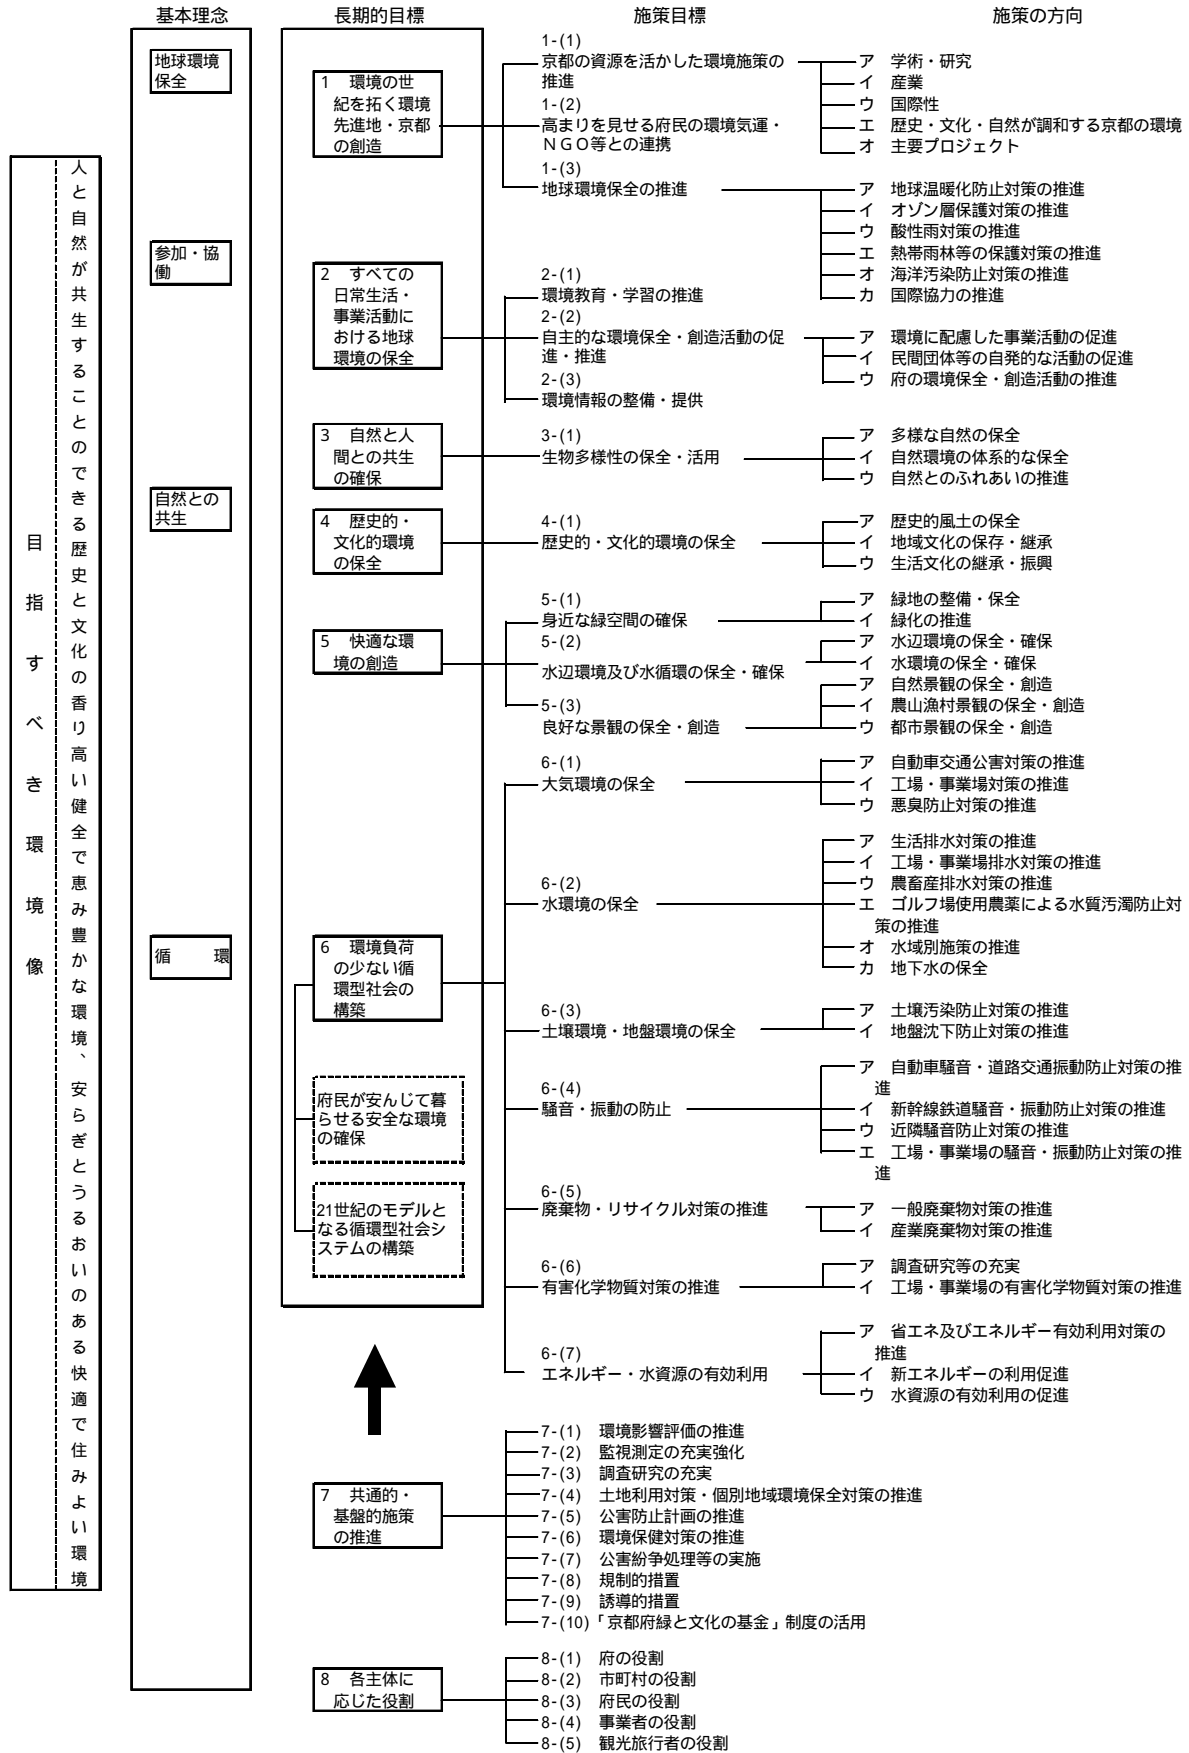 基本理念
長期的目標
施策目標
施策の方向
目指すべき環境像
人と自然が共生することのできる歴史と文化の香り高い健全で恵み豊かな環境、安らぎとうるおいのある快適で住みよい環境
地球環境
保全
参加・協
働
自然との
共生
循　　環
1　環境の世
紀を拓く環境
先進地・京都
の創造
1-(1)
京都の資源を活かした環境施策の
推進
ア　学術・研究
イ　産業
ウ　国際性
エ　歴史・文化・自然が調和する京都の環境
オ　主要プロジェクト
1-(2)
高まりを見せる府民の環境気運・
ＮＧＯ等との連携
1-(3)
地球環境保全の推進
ア　地球温暖化防止対策の推進
イ　オゾン層保護対策の推進
ウ　酸性雨対策の推進
エ　熱帯雨林等の保護対策の推進
オ　海洋汚染防止対策の推進
カ　国際協力の推進
2　すべての
日常生活・
事業活動に
おける地球
環境の保全
2-(1)
環境教育・学習の推進
2-(2)
自主的な環境保全・創造活動の促
進・推進
ア　環境に配慮した事業活動の促進
イ　民間団体等の自発的な活動の促進
ウ　府の環境保全・創造活動の推進
2-(3)
環境情報の整備・提供
3　自然と人
間との共生
の確保
3-(1)
生物多様性の保全・活用
ア　多様な自然の保全
イ　自然環境の体系的な保全
ウ　自然とのふれあいの推進
4　歴史的・
文化的環境
の保全
4-(1)
歴史的・文化的環境の保全
ア　歴史的風土の保全
イ　地域文化の保存・継承
ウ　生活文化の継承・振興
5　快適な環
境の創造
5-(1)
身近な緑空間の確保
ア　緑地の整備・保全
イ　緑化の推進
5-(2)
水辺環境及び水循環の保全・確保
ア　水辺環境の保全・確保
イ　水環境の保全・確保
5-(3)
良好な景観の保全・創造
ア　自然景観の保全・創造
イ　農山漁村景観の保全・創造
ウ　都市景観の保全・創造
6　環境負荷
の少ない循
環型社会の
構築
府民が安んじて暮
らせる安全な環境
の確保
21世紀のモデルと
なる循環型社会シ
ステムの構築
6-(1)
大気環境の保全
ア　自動車交通公害対策の推進
イ　工場・事業場対策の推進
ウ　悪臭防止対策の推進
6-(2)
水環境の保全
ア　生活排水対策の推進
イ　工場・事業場排水対策の推進
ウ　農畜産排水対策の推進
エ　ゴルフ場使用農薬による水質汚濁防止対
策の推進
オ　水域別施策の推進
カ　地下水の保全
6-(3)
土壌環境・地盤環境の保全
ア　土壌汚染防止対策の推進
イ　地盤沈下防止対策の推進
6-(4)
騒音・振動の防止
ア　自動車騒音・道路交通振動防止対策の推
進
イ　新幹線鉄道騒音・振動防止対策の推進
ウ　近隣騒音防止対策の推進
エ　工場・事業場の騒音・振動防止対策の推
進
6-(5)
廃棄物・リサイクル対策の推進
ア　一般廃棄物対策の推進
イ　産業廃棄物対策の推進
6-(6)
有害化学物質対策の推進
ア　調査研究等の充実
イ　工場・事業場の有害化学物質対策の推進
6-(7)
エネルギー・水資源の有効利用
ア　省エネ及びエネルギー有効利用対策の
推進
イ　新エネルギーの利用促進
ウ　水資源の有効利用の促進
7　共通的・
基盤的施策
の推進
7-(1)　環境影響評価の推進
7-(2)　監視測定の充実強化
7-(3)　調査研究の充実
7-(4)　土地利用対策・個別地域環境保全対策の推進
7-(5)　公害防止計画の推進
7-(6)　環境保健対策の推進
7-(7)　公害紛争処理等の実施
7-(8)　規制的措置
7-(9)　誘導的措置
7-(10)「京都府緑と文化の基金」制度の活用
8　各主体に
応じた役割
8-(1)　府の役割
8-(2)　市町村の役割
8-(3)　府民の役割
8-(4)　事業者の役割
8-(5)　観光旅行者の役割